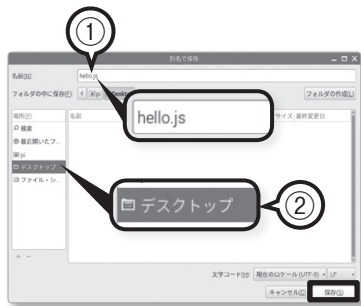 ①
別名で保存
名前(N): hello.js
フォルダの中に保存(F): pi Desktop フォルダの作成(L)
場所(P) 名前 サイズ 最終変更日
検索
最近開いたフ...
pi
デスクトップ
ファイル・シ...
hello.js
デスクトップ
②
文字コード(H): 現在のロケール (UTF-8) LF
キャンセル(C) 保存(S)